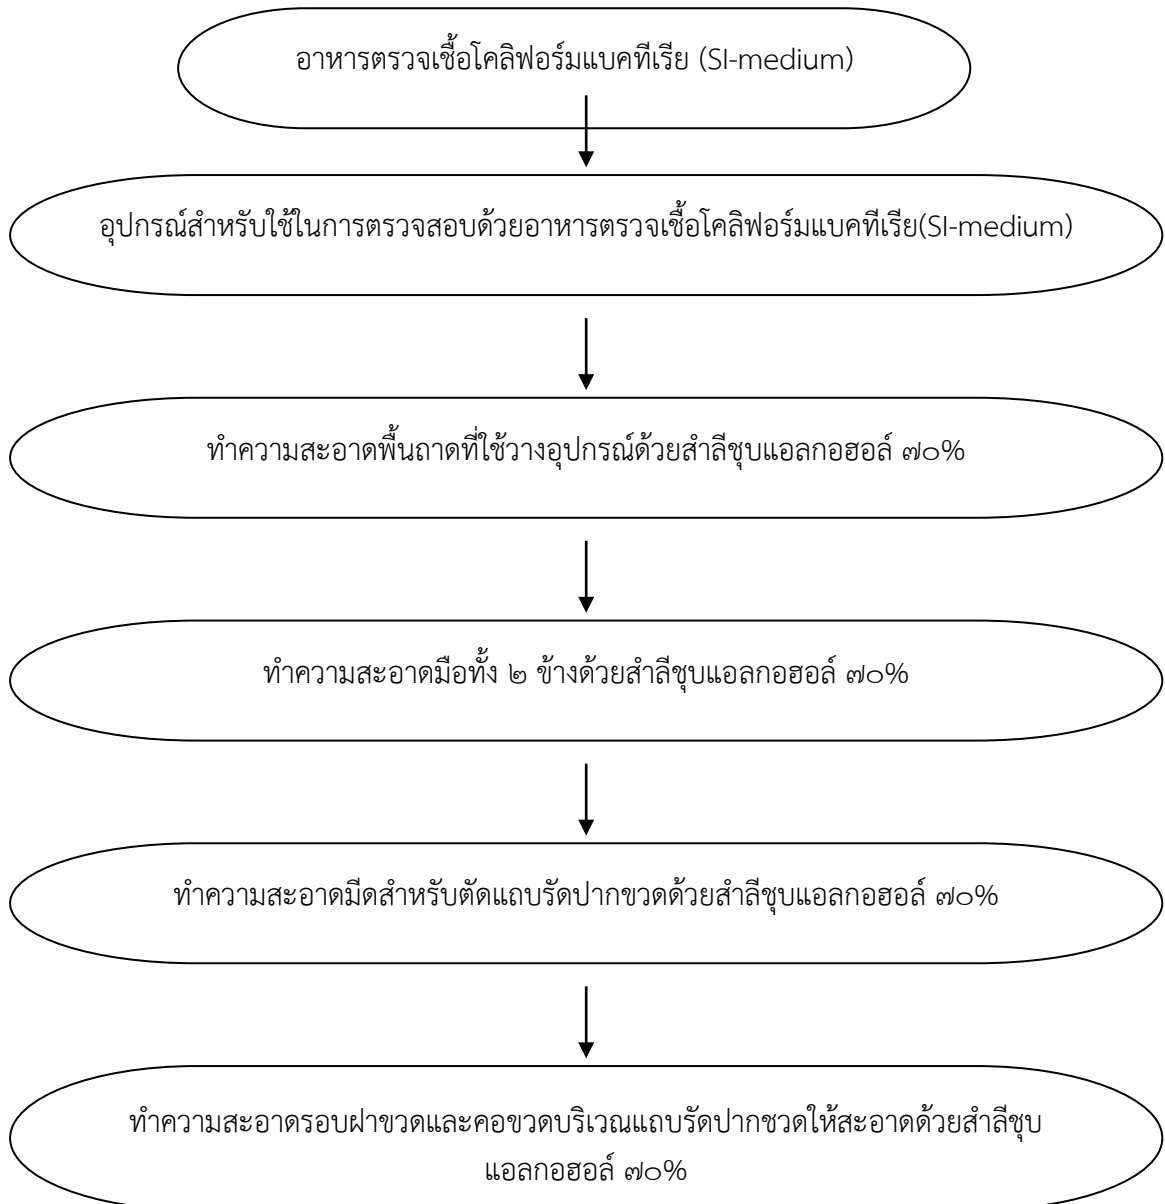 อาหารตรวจเชื้อโคลิฟอร์มแบคทีเรีย (SI-medium)
อุปกรณ์สำหรับใช้ในการตรวจสอบด้วยอาหารตรวจเชื้อโคลิฟอร์มแบคทีเรีย(SI-medium)
ทำความสะอาดพื้นถาดที่ใช้วางอุปกรณ์ด้วยสำลีชุบแอลกอฮอล์ ๗๐%
ทำความสะอาดมือทั้ง ๒ ข้างด้วยสำลีชุบแอลกอฮอล์ ๗๐%
ทำความสะอาดมีดสำหรับตัดแถบรัดปากขวดด้วยสำลีชุบแอลกอฮอล์ ๗๐%
ทำความสะอาดรอบฝาขวดและคอขวดบริเวณแถบรัดปากชวดให้สะอาดด้วยสำลีชุบ
แอลกอฮอล์ ๗๐%